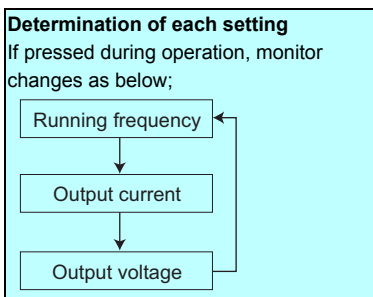 Determination of each setting
If pressed during operation, monitor
changes as below;
Running frequency
Output current
Output voltage